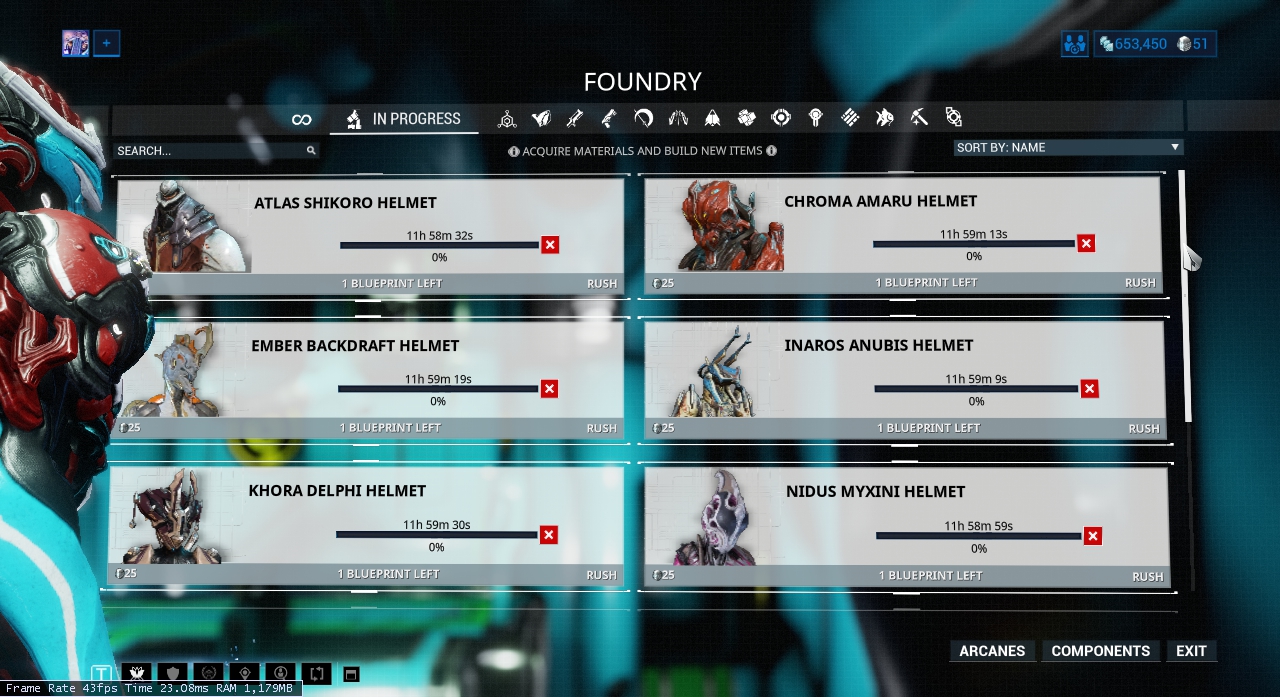 +
653,450 51
FOUNDRY
IN PROGRESS
SEARCH...
ACQUIRE MATERIALS AND BUILD NEW ITEMS
SORT BY: NAME
ATLAS SHIKORO HELMET
11h 58m 32s
0%
1 BLUEPRINT LEFT
RUSH
CHROMA AMARU HELMET
11h 59m 13s
0%
25
1 BLUEPRINT LEFT
RUSH
EMBER BACKDRAFT HELMET
11h 59m 19s
0%
25
1 BLUEPRINT LEFT
RUSH
INAROS ANUBIS HELMET
11h 59m 9s
0%
25
1 BLUEPRINT LEFT
RUSH
KHORA DELPHI HELMET
11h 59m 30s
0%
25
1 BLUEPRINT LEFT
RUSH
NIDUS MYXINI HELMET
11h 58m 59s
0%
25
1 BLUEPRINT LEFT
RUSH
ARCANES
COMPONENTS
EXIT
T
Frame Rate 43fps Time 23.08ms RAM 1,179MB